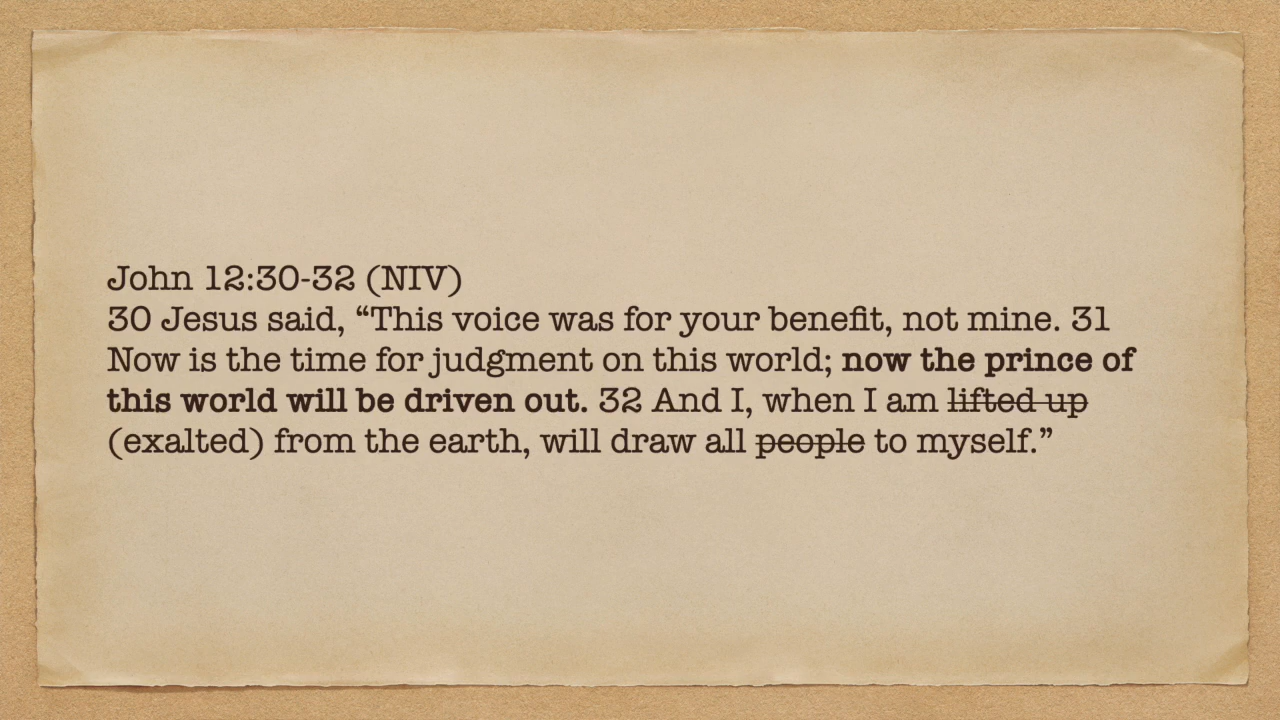 John 12:30-32 (NIV)
30 Jesus said, “This voice was for your benefit, not mine. 31
Now is the time for judgment on this world; now the prince of
this world will be driven out. 32 And I, when I am lifted up
(exalted) from the earth, will draw all people to myself.”